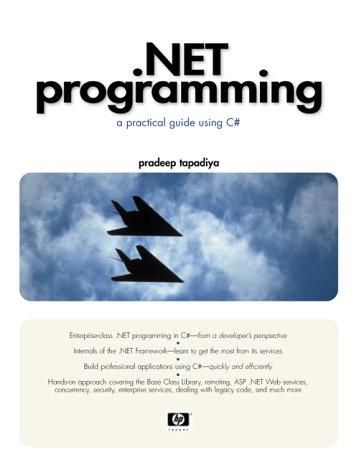 .NET
programming
a practical guide using C#
pradeep tapadiya
Enterprise-class .NET programming in C#—from a developer's perspective
•
Internals of the .NET Framework—learn to get the most from its services
•
Build professional applications using C#—quickly and efficiently
•
Hands-on approach covering the Base Class Library, remoting, ASP .NET Web services,
concurrency, security, enterprise services, dealing with legacy code, and much more
hp
invent